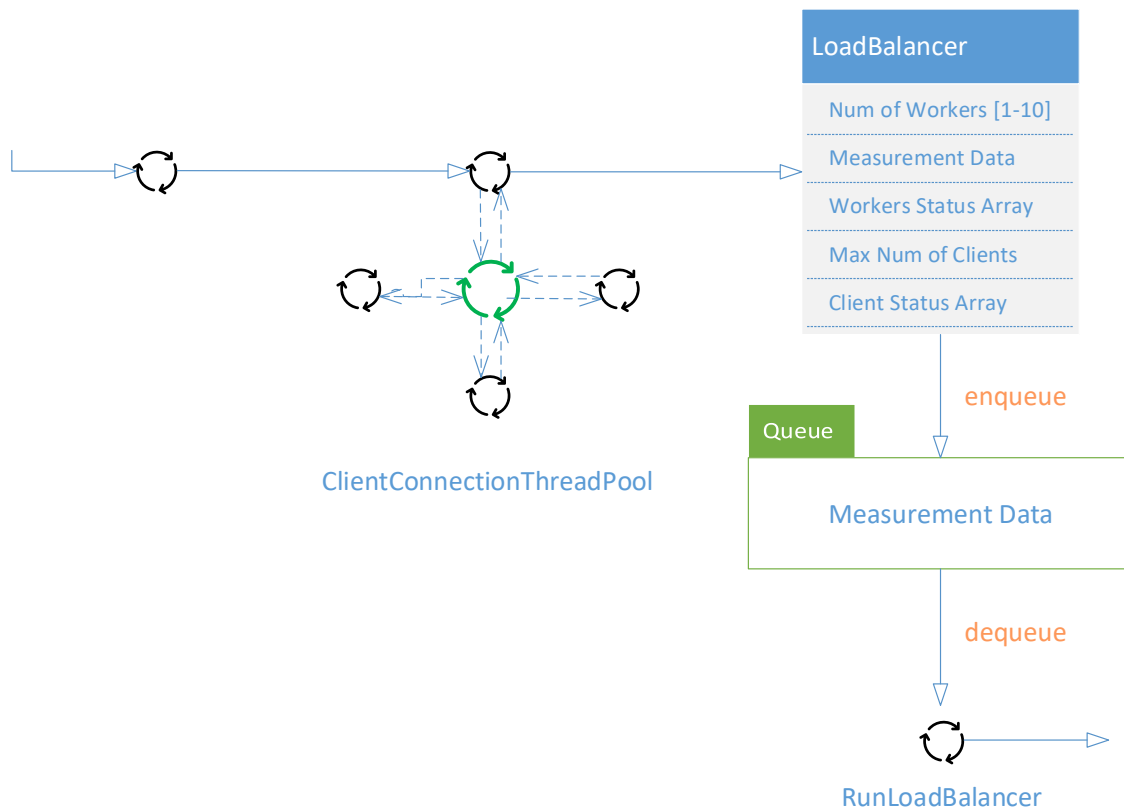 LoadBalancer
Num of Workers [1-10]
Measurement Data
Workers Status Array
Max Num of Clients
Client Status Array
enqueue
Queue
ClientConnectionThreadPool
Measurement Data
dequeue
RunLoadBalancer